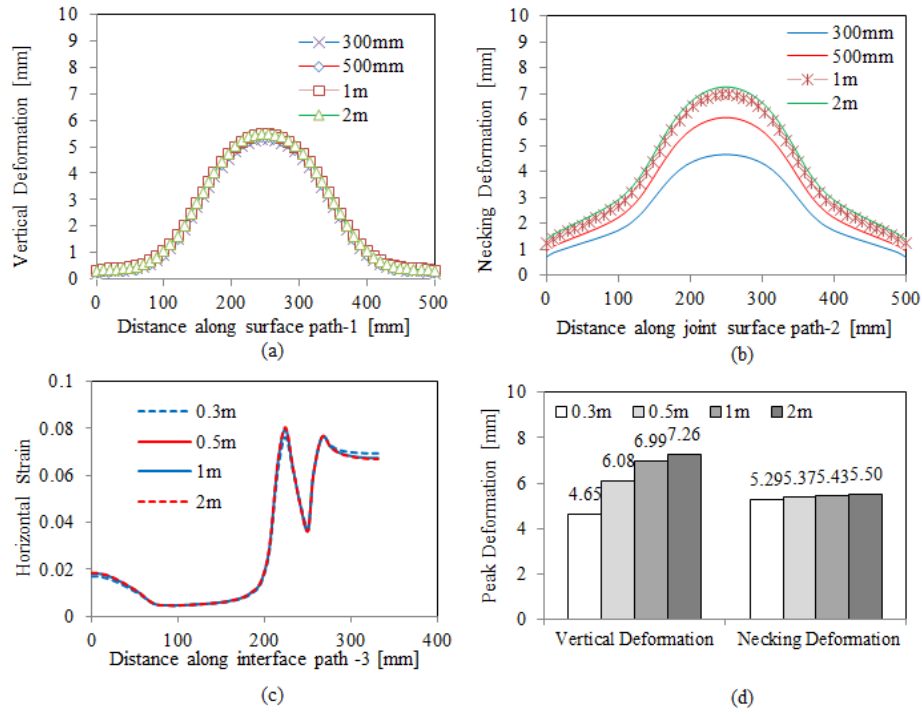 10
9
8
7
6
5
4
3
2
1
0
Vertical Deformation [mm]
300mm
500mm
1m
2m
0 100 200 300 400 500
Distance along surface path-1 [mm]
(a)
10
9
8
7
6
5
4
3
2
1
0
Necking Deformation [mm]
300mm
500mm
1m
2m
0 100 200 300 400 500
Distance along joint surface path-2 [mm]
(b)
0.1
0.08
0.06
0.04
0.02
0
Horizontal Strain
0.3m
0.5m
1m
2m
0 100 200 300 400
Distance along interface path -3 [mm]
(c)
10
8
6
4
2
0
Peak Deformation [mm]
0.3m 0.5m 1m 2m
4.65 6.08 6.99 7.26
5.29 5.37 5.43 5.50
Vertical Deformation Necking Deformation
(d)